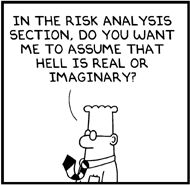 IN THE RISK ANALYSIS
SECTION, DO YOU WANT
ME TO ASSUME THAT
HELL IS REAL OR
IMAGINARY?